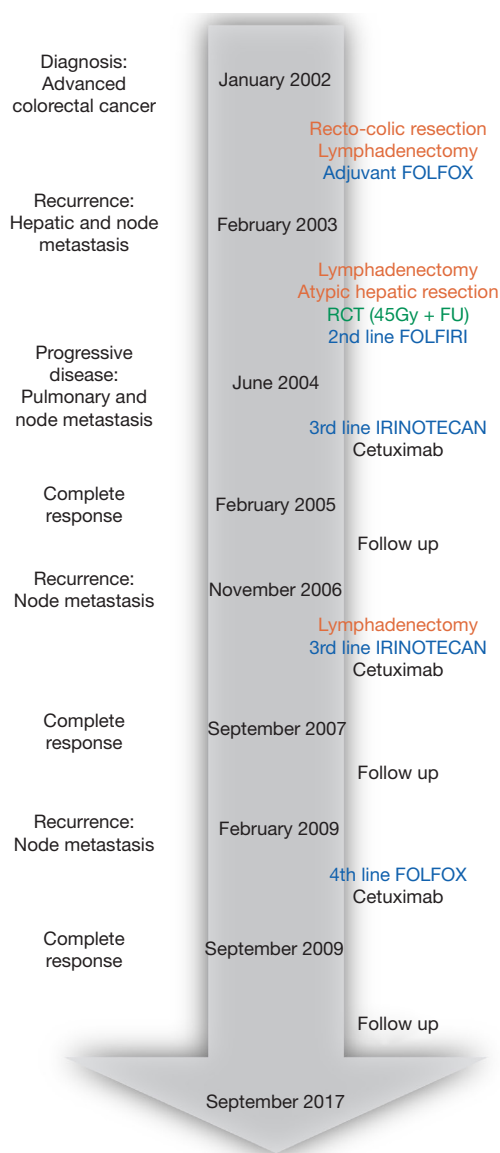 Diagnosis:
Advanced
colorectal cancer
January 2002
Recto-colic resection
Lymphadenectomy
Adjuvant FOLFOX
Recurrence:
Hepatic and node
metastasis
February 2003
Lymphadenectomy
Atypic hepatic resection
RCT (45Gy + FU)
2nd line FOLFIRI
Progressive
disease:
Pulmonary and
node metastasis
June 2004
3rd line IRINOTECAN
Cetuximab
Complete
response
February 2005
Follow up
Recurrence:
Node metastasis
November 2006
Lymphadenectomy
3rd line IRINOTECAN
Cetuximab
Complete
response
September 2007
Follow up
Recurrence:
Node metastasis
February 2009
4th line FOLFOX
Cetuximab
Complete
response
September 2009
Follow up
September 2017